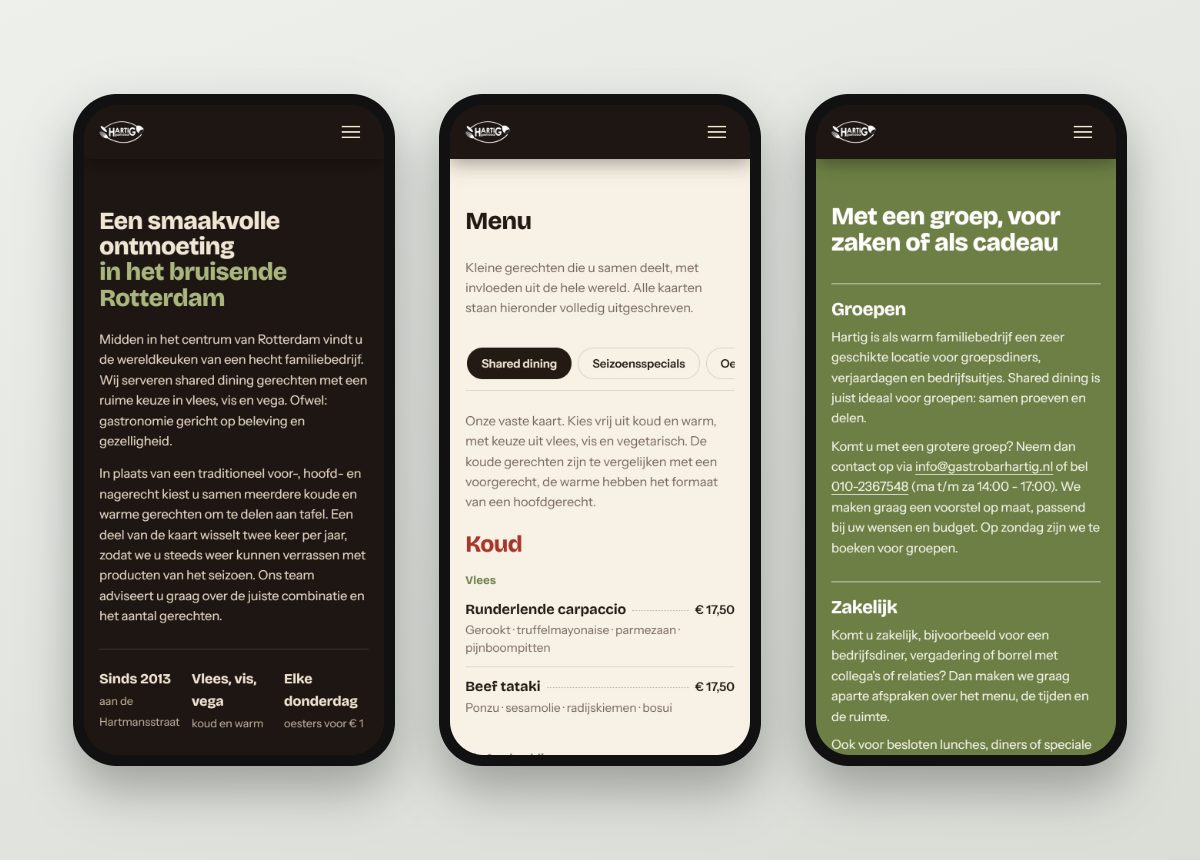 HARTIG
Een smaakvolle
ontmoeting
in het bruisende
Rotterdam
Midden in het centrum van Rotterdam vindt u
de wereldkeuken van een hecht familiebedrijf.
Wij serveren shared dining gerechten met een
ruime keuze in vlees, vis en vega. Ofwel:
gastronomie gericht op beleving en
gezelligheid.
In plaats van een traditioneel voor-, hoofd- en
nagerecht kiest u samen meerdere koude en
warme gerechten om te delen aan tafel. Een
deel van de kaart wisselt twee keer per jaar,
zodat we u steeds weer kunnen verrassen met
producten van het seizoen. Ons team
adviseert u graag over de juiste combinatie en
het aantal gerechten.
Sinds 2013
aan de
Hartmansstraat
Vlees, vis,
vega
koud en warm
Elke
donderdag
oesters voor € 1
HARTIG
Menu
Kleine gerechten die u samen deelt, met
invloeden uit de hele wereld. Alle kaarten
staan hieronder volledig uitgeschreven.
Shared dining Seizoensspecials Oe
Onze vaste kaart. Kies vrij uit koud en warm,
met keuze uit vlees, vis en vegetarisch. De
koude gerechten zijn te vergelijken met een
voorgerecht, de warme hebben het formaat
van een hoofdgerecht.
Koud
Vlees
Runderlende carpaccio € 17,50
Gerookt · truffelmayonaise · parmezaan ·
pijnboompitten
Beef tataki € 17,50
Ponzu · sesamolie · radijskiemen · bosui
HARTIG
Met een groep, voor
zaken of als cadeau
Groepen
Hartig is als warm familiebedrijf een zeer
geschikte locatie voor groepsdiners,
verjaardagen en bedrijfsuitjes. Shared dining is
juist ideaal voor groepen: samen proeven en
delen.
Komt u met een grotere groep? Neem dan
contact op via info@gastrobarhartig.nl of bel
010-2367548 (ma t/m za 14:00 - 17:00). We
maken graag een voorstel op maat, passend
bij uw wensen en budget. Op zondag zijn we te
boeken voor groepen.
Zakelijk
Komt u zakelijk, bijvoorbeeld voor een
bedrijfsdiner, vergadering of borrel met
collega's of relaties? Dan maken we graag
aparte afspraken over het menu, de tijden en
de ruimte.
Ook voor besloten lunches, diners of speciale